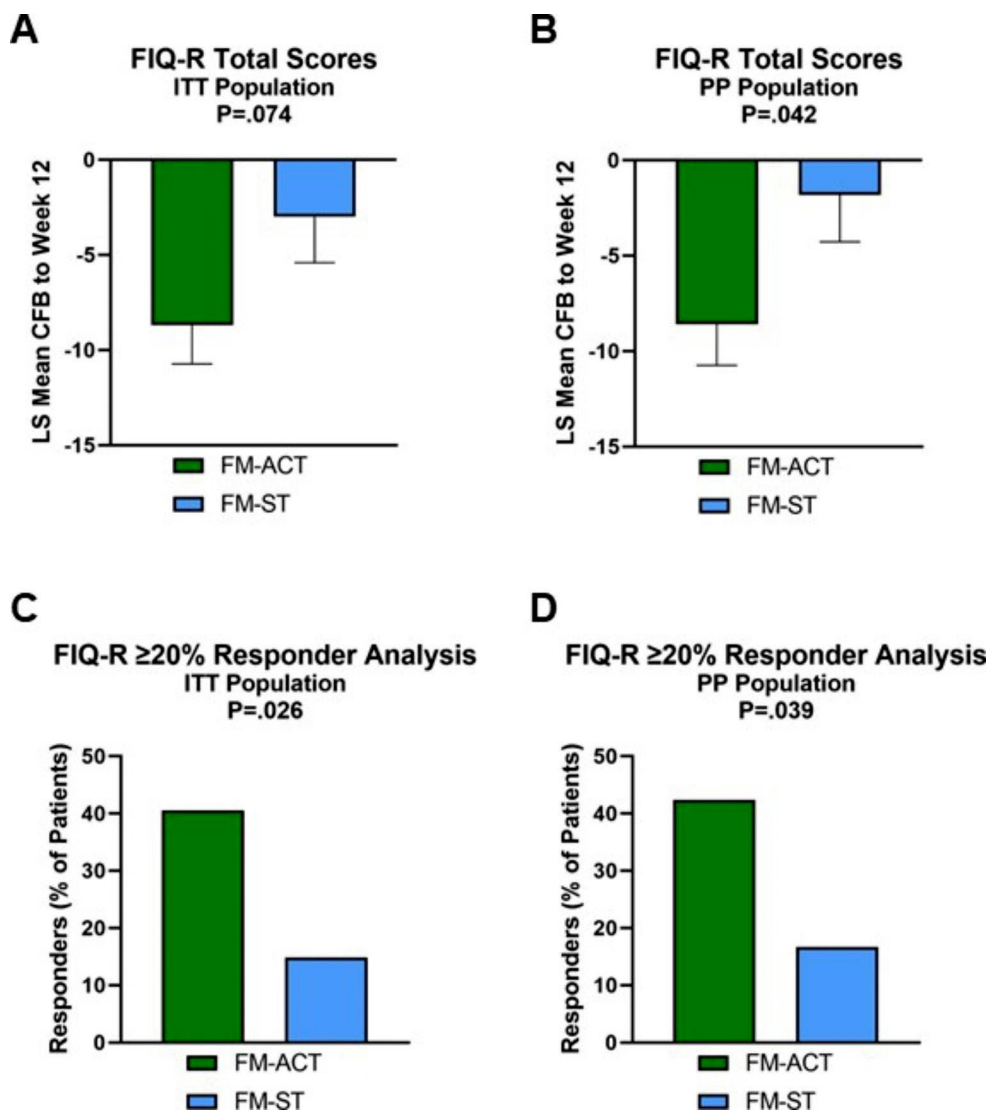 A
FIQ-R Total Scores
ITT Population
P=.074
LS Mean CFB to Week 12
0
-5
-10
-15
FM-ACT
FM-ST
B
FIQ-R Total Scores
PP Population
P=.042
LS Mean CFB to Week 12
0
-5
-10
-15
FM-ACT
FM-ST
C
FIQ-R ≥20% Responder Analysis
ITT Population
P=.026
Responders (% of Patients)
50
40
30
20
10
0
FM-ACT
FM-ST
D
FIQ-R ≥20% Responder Analysis
PP Population
P=.039
Responders (% of Patients)
50
40
30
20
10
0
FM-ACT
FM-ST